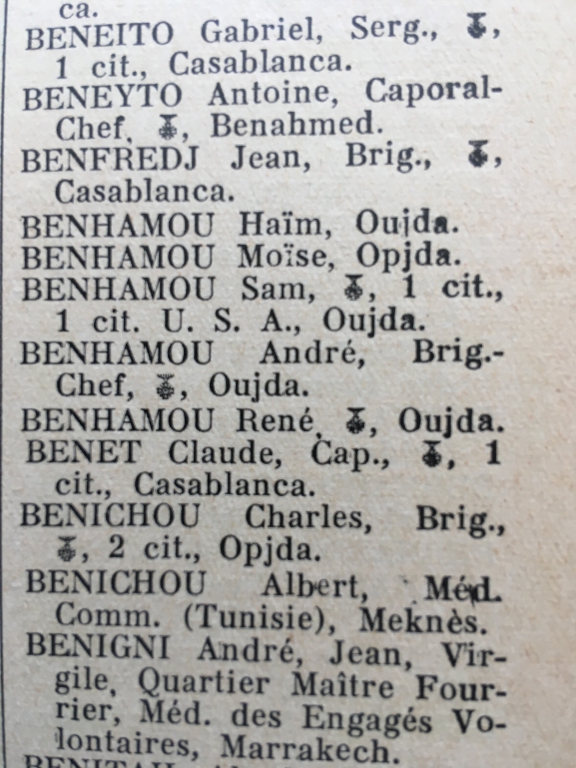 ca.
BENEITO Gabriel, Serg., ,
1 cit., Casablanca.
BENEYTO Antoine, Caporal-
Chef, , Benahmed.
BENFREDJ Jean, Brig., ,
Casablanca.
BENHAMOU Haïm, Oujda.
BENHAMOU Moïse, Opjda.
BENHAMOU Sam, , 1 cit.,
1 cit. U. S. A., Oujda.
BENHAMOU André, Brig.-
Chef, , Oujda.
BENHAMOU René, , Oujda.
BENET Claude, Cap., , 1
cit., Casablanca.
BENICHOU Charles, Brig.,
, 2 cit., Opjda.
BENICHOU Albert, Méd.
Comm. (Tunisie), Meknès.
BENIGNI André, Jean, Vir-
gile, Quartier Maître Four-
rier, Méd. des Engagés Vo-
lontaires, Marrakech.